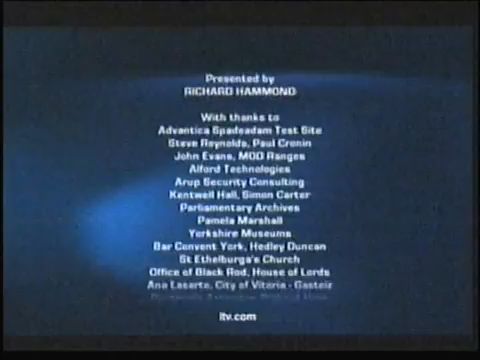 Presented by
RICHARD HAMMOND
With thanks to
Advantica Spadeadam Test Site
Steve Reynolds, Paul Cronin
John Evans, MOD Ranges
Alford Technologies
Arup Security Consulting
Kentwell Hall, Simon Carter
Parliamentary Archives
Pamela Marshall
Yorkshire Museums
Bar Convent York, Hedley Duncan
St Ethelburga's Church
Office of Black Rod, House of Lords
Ana Lasarte, City of Vitoria - Gasteiz
itv.com